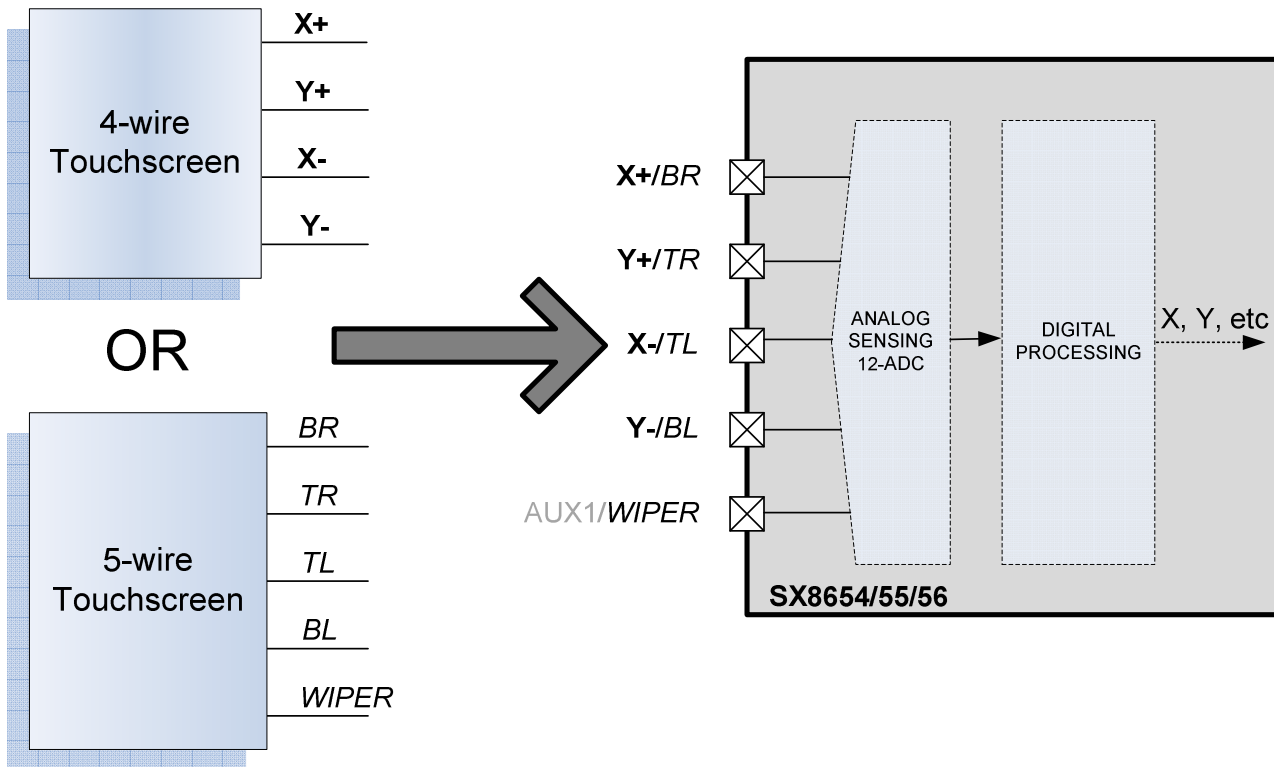 X+
Y+
4-wire
Touchscreen
X-
Y-
OR
BR
TR
5-wire
Touchscreen
TL
BL
WIPER
X+/BR
Y+/TR
X-/TL
Y-/BL
AUX1/WIPER
ANALOG
SENSING
12-ADC
DIGITAL
PROCESSING
X, Y, etc
SX8654/55/56